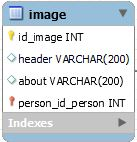 image
id_image INT
header VARCHAR(200)
about VARCHAR(200)
person_id_person INT
Indexes